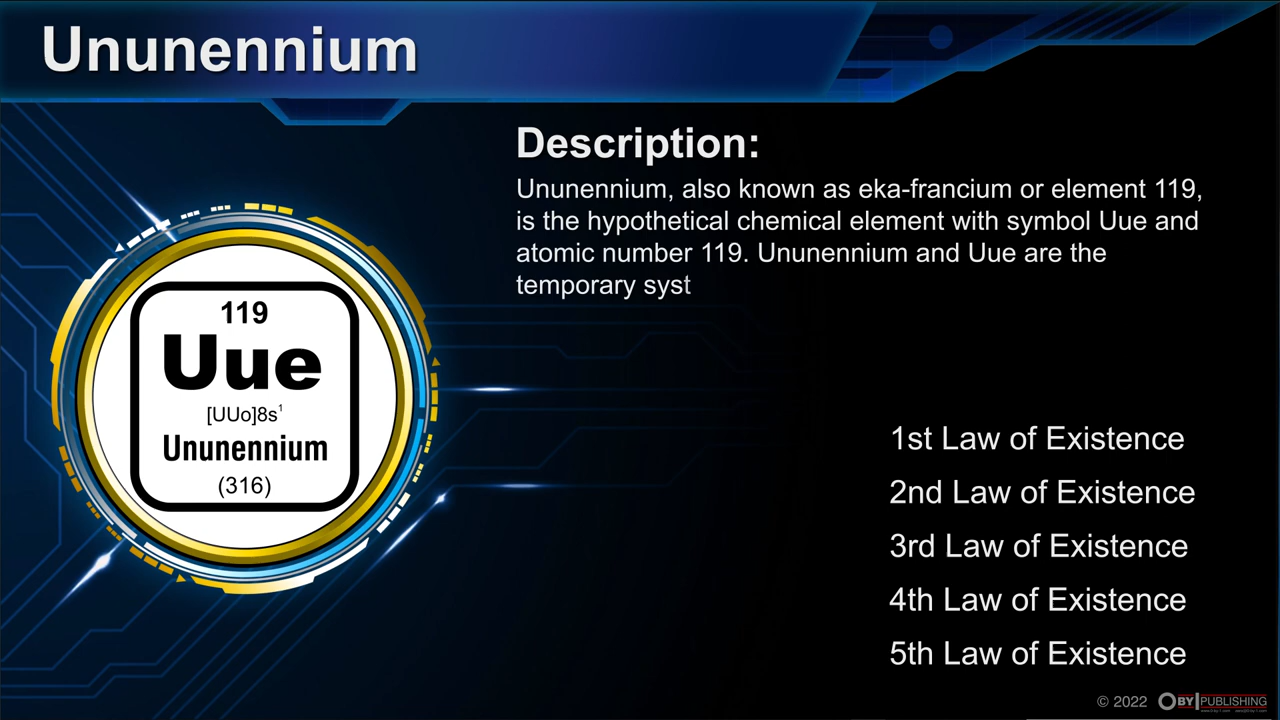 Ununennium
Description:
Ununennium, also known as eka-francium or element 119,
is the hypothetical chemical element with symbol Uue and
atomic number 119. Ununennium and Uue are the
temporary syst
119
Uue
[UUo]8s¹
Ununennium
(316)
1st Law of Existence
2nd Law of Existence
3rd Law of Existence
4th Law of Existence
5th Law of Existence
© 2022 BY PUBLISHING